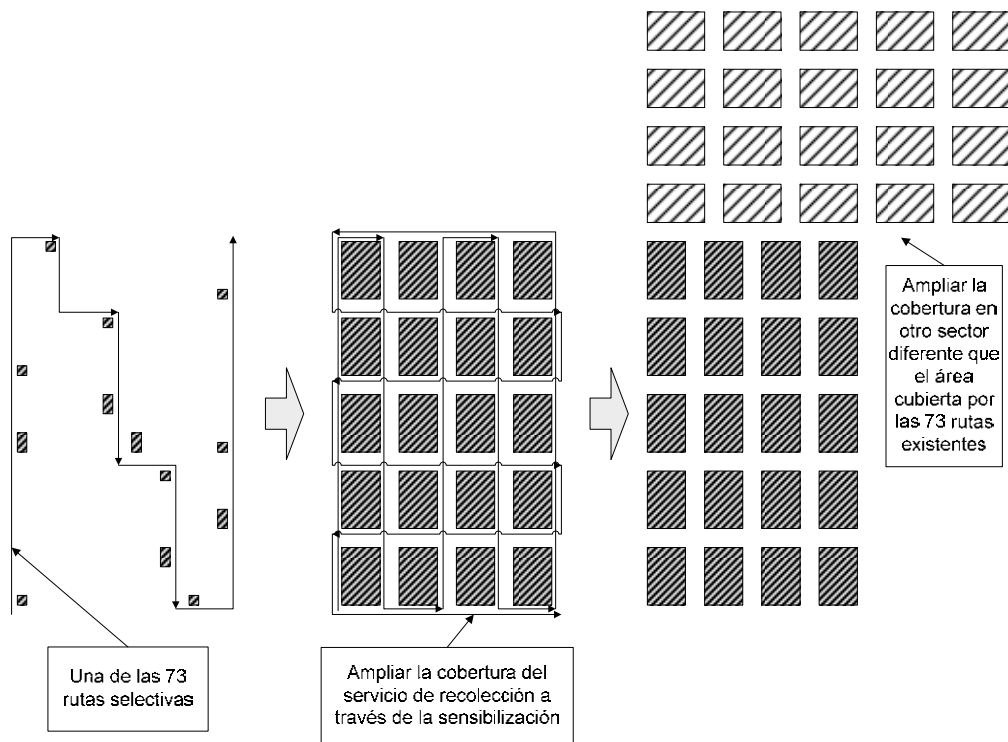 Ampliar la
cobertura en
otro sector
diferente que
el área
cubierta por
las 73 rutas
existentes
Una de las 73
rutas selectivas
Ampliar la cobertura del
servicio de recolección a
través de la sensibilización